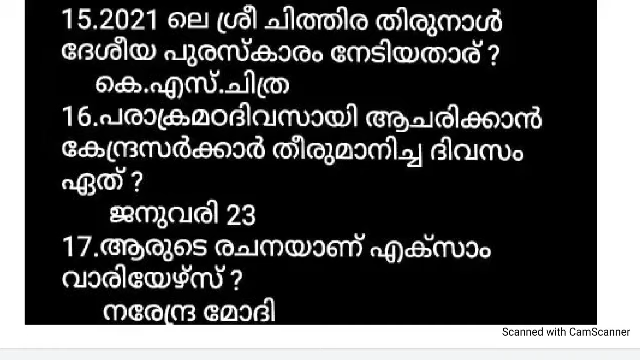 15.2021 ലെ ശ്രീ ചിത്തിര തിരുനാൾ
ദേശീയ പുരസ്കാരം നേടിയതാര് ?
കെ.എസ്.ചിത്ര
16.പരാക്രമഠദിവസായി ആചരിക്കാൻ
കേന്ദ്രസർക്കാർ തീരുമാനിച്ച ദിവസം
ഏത് ?
ജനുവരി 23
17.ആരുടെ രചനയാണ് എക്സാം
വാരിയേഴ്സ് ?
നരേന്ദ്ര മോദി
Scanned with CamScanner